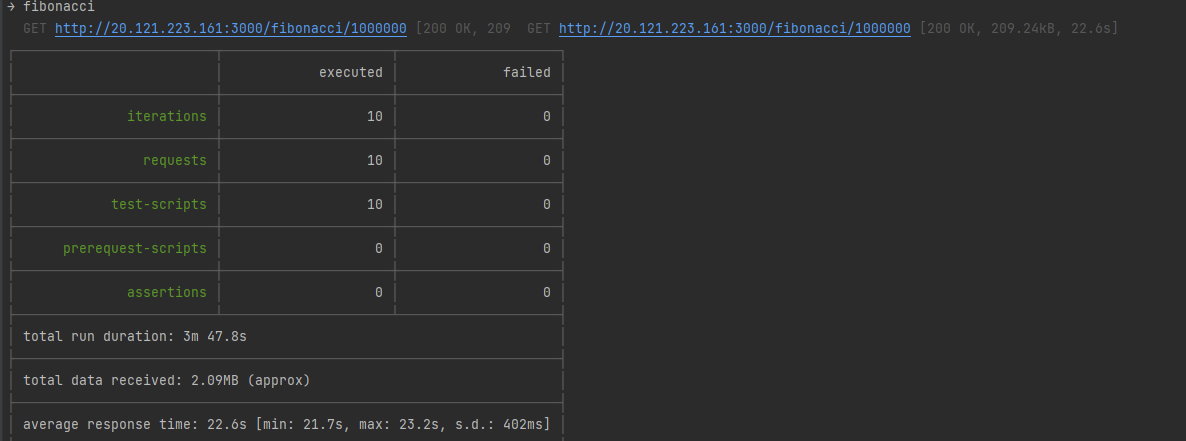 → fibonacci
GET http://20.121.223.161:3000/fibonacci/1000000 [200 OK, 209  GET http://20.121.223.161:3000/fibonacci/1000000 [200 OK, 209.24kB, 22.6s]
executed failed
iterations 10 0
requests 10 0
test-scripts 10 0
prerequest-scripts 0 0
assertions 0 0
total run duration: 3m 47.8s
total data received: 2.09MB (approx)
average response time: 22.6s [min: 21.7s, max: 23.2s, s.d.: 402ms]